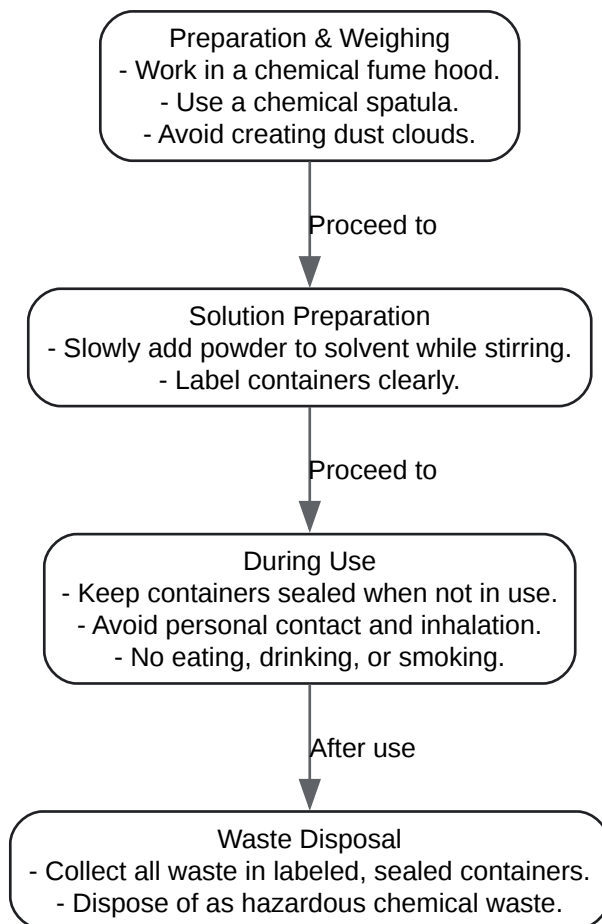 Preparation & Weighing
- Work in a chemical fume hood.
- Use a chemical spatula.
- Avoid creating dust clouds.
Proceed to
Solution Preparation
- Slowly add powder to solvent while stirring.
- Label containers clearly.
Proceed to
During Use
- Keep containers sealed when not in use.
- Avoid personal contact and inhalation.
- No eating, drinking, or smoking.
After use
Waste Disposal
- Collect all waste in labeled, sealed containers.
- Dispose of as hazardous chemical waste.